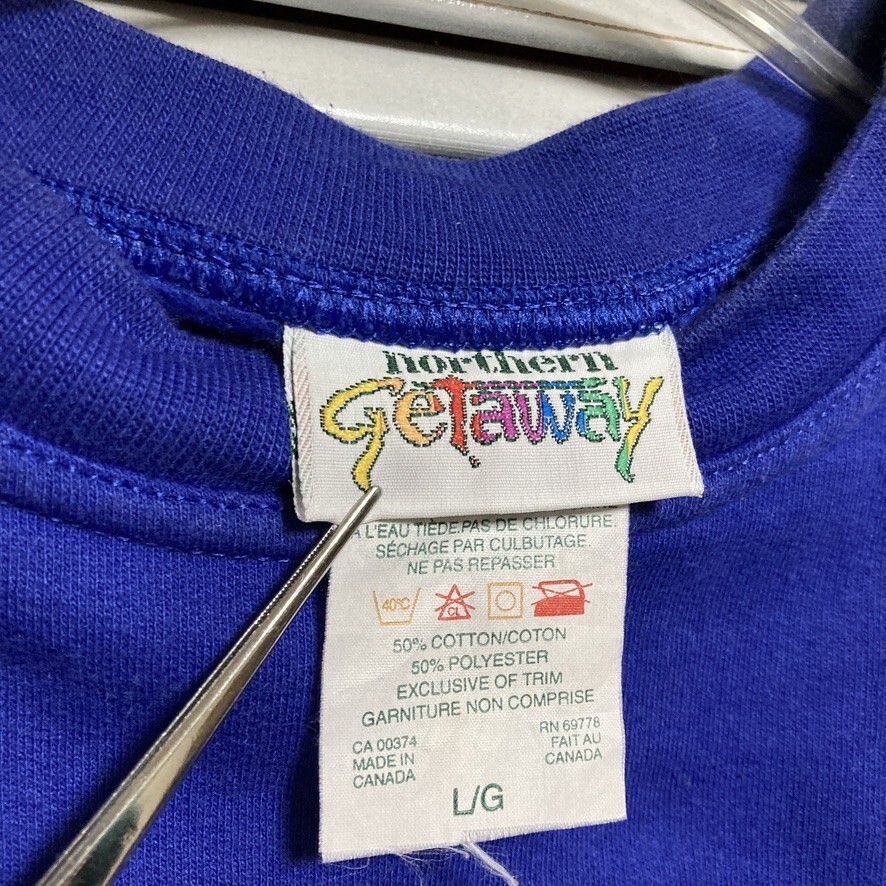 northern
Getaway
À L'EAU TIÈDE.PAS DE CHLORURE.
SÉCHAGE PAR CULBUTAGE.
NE PAS REPASSER
40°C CL
50% COTTON/COTON
50% POLYESTER
EXCLUSIVE OF TRIM
GARNITURE NON COMPRISE
CA 00374
MADE IN
CANADA
RN 69778
FAIT AU
CANADA
L/G